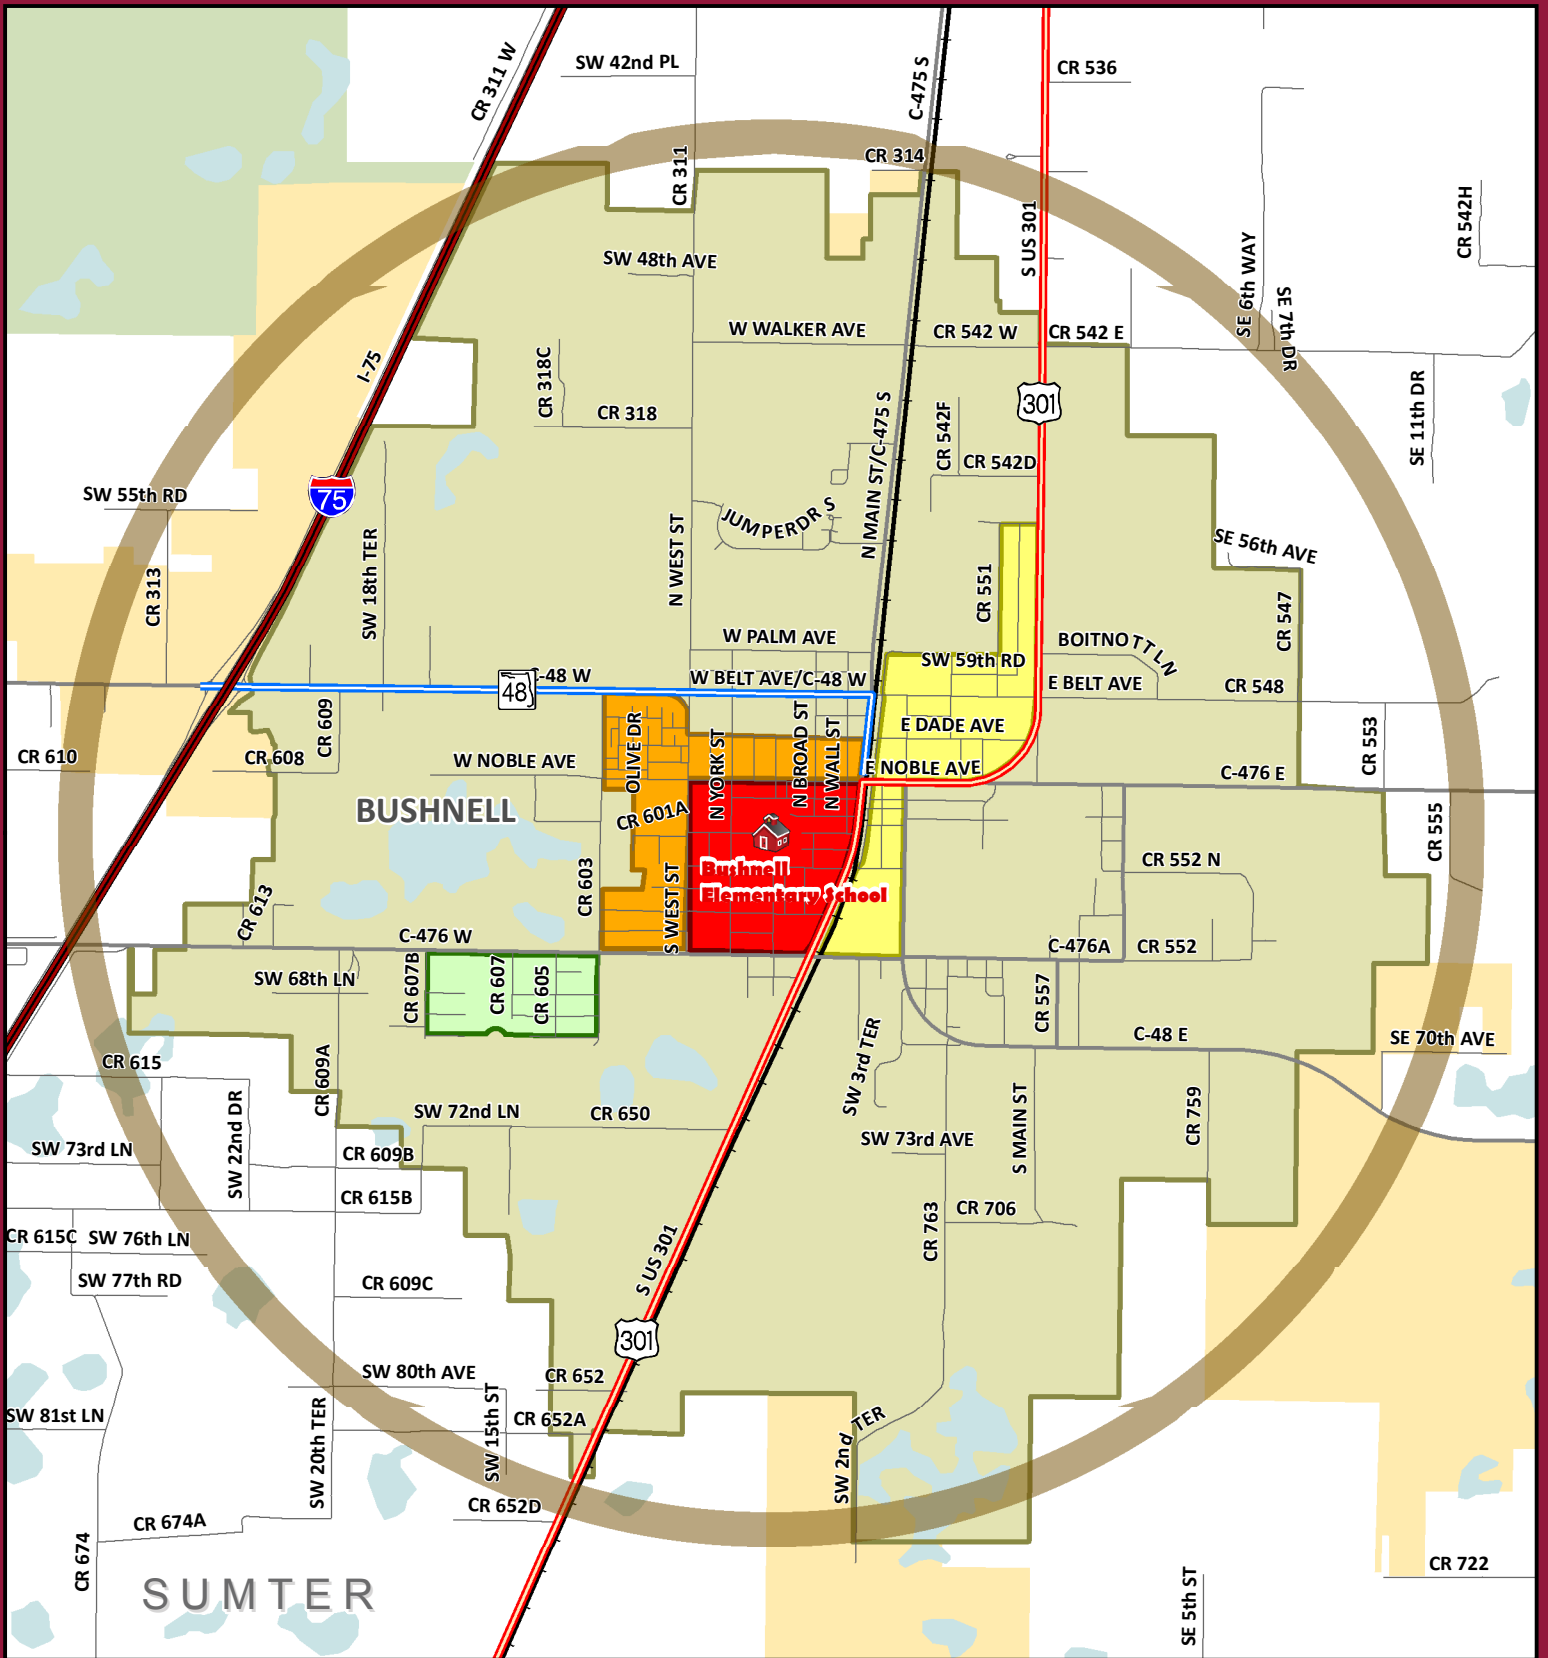 CR 311 W
SW 42nd PL
C-475 S
CR 536
CR 314
CR 311
S US 301
CR 542H
SE 6th WAY
SE 7th DR
SW 48th AVE
W WALKER AVE
CR 542 W
CR 542 E
I-75
CR 318C
CR 318
301
CR 542F
CR 542D
SE 11th DR
N MAIN ST/C-475 S
SW 55th RD
75
JUMPERDR S
N WEST ST
SW 18th TER
CR 313
SE 56th AVE
CR 551
CR 547
W PALM AVE
SW 59th RD
BOITNOTT LN
48
C-48 W
W BELT AVE/C-48 W
E BELT AVE
CR 548
CR 609
OLIVE DR
N YORK ST
N BROAD ST
N WALL ST
E DADE AVE
CR 553
CR 610
CR 608
W NOBLE AVE
E NOBLE AVE
C-476 E
BUSHNELL
CR 601A
CR 555
CR 552 N
Bushnell
Elementary School
CR 603
S WEST ST
CR 613
C-476 W
C-476A
CR 552
SW 68th LN
CR 607B
CR 607
CR 605
CR 557
C-48 E
SE 70th AVE
CR 615
CR 609A
SW 3rd TER
SW 22nd DR
SW 72nd LN
CR 650
S MAIN ST
CR 759
SW 73rd LN
CR 609B
SW 73rd AVE
CR 615B
CR 706
CR 763
CR 615C
SW 76th LN
SW 77th RD
CR 609C
S US 301
301
SW 80th AVE
CR 652
SW 81st LN
SW 20th TER
SW 15th ST
CR 652A
SW 2nd TER
CR 652D
CR 674A
CR 674
CR 722
SUMTER
SE 5th ST